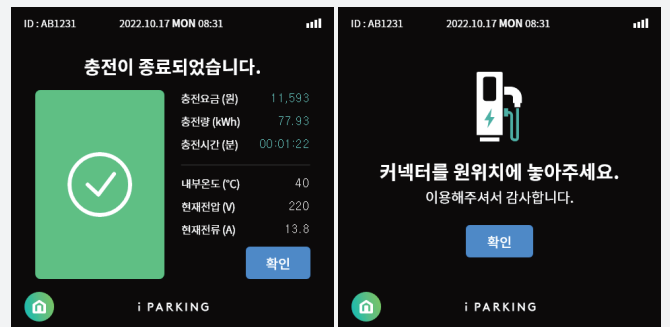 ID : AB1231 2022.10.17 MON 08:31
충전이 종료되었습니다.
충전요금 (원) 11,593
충전량 (kWh) 77.93
충전시간 (분) 00:01:22
내부온도 (℃) 40
현재전압 (V) 220
현재전류 (A) 13.8
확인
i PARKING
ID : AB1231 2022.10.17 MON 08:31
커넥터를 원위치에 놓아주세요.
이용해주셔서 감사합니다.
확인
i PARKING